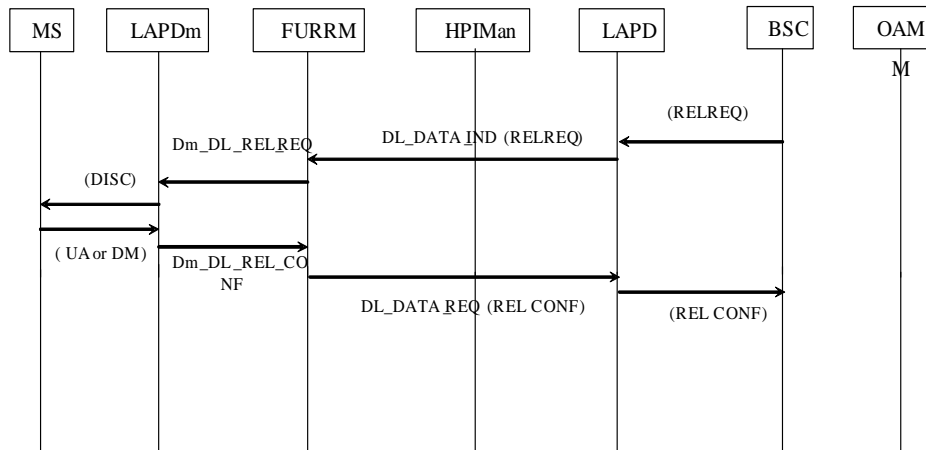 MS LAPDm FURRM HPIMan LAPD BSC OAM
M
(RELREQ)
DL_DATA_IND (RELREQ)
Dm_DL_REL_REQ
(DISC)
( UA or DM)
Dm_DL_REL_CO
NF
DL_DATA_REQ (REL CONF)
(REL CONF)